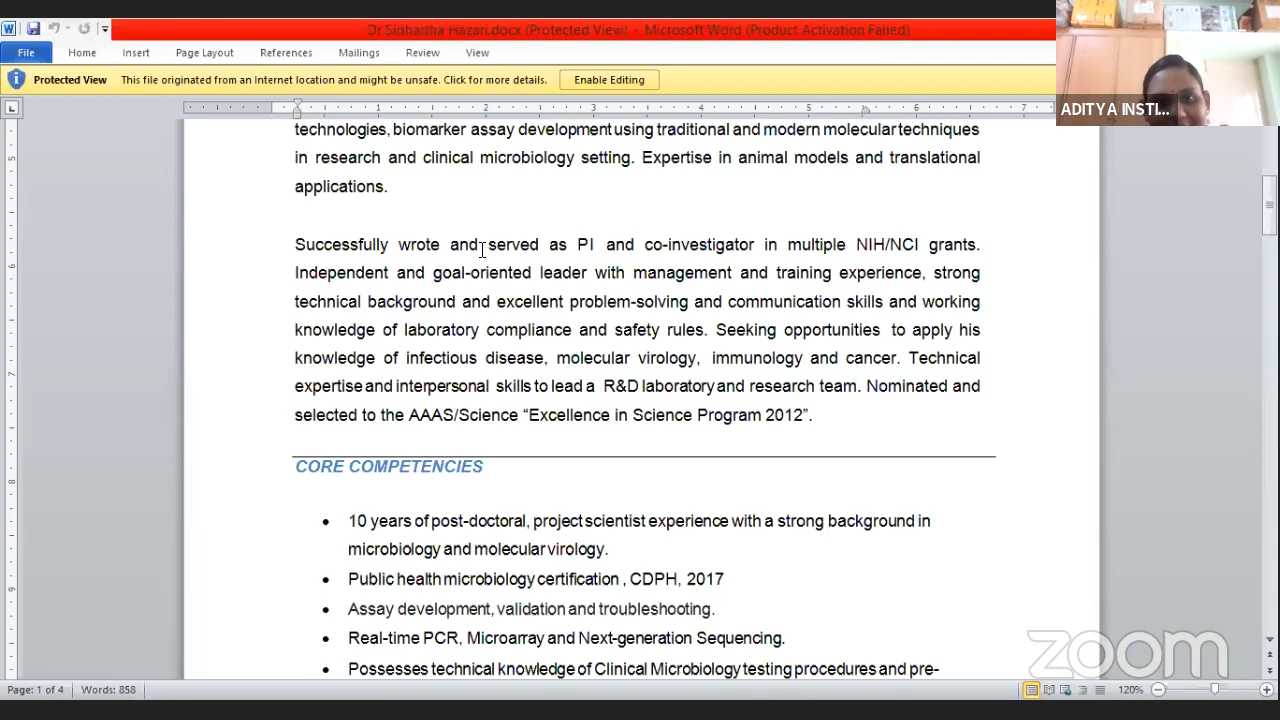 Dr Sidhartha Hazari.docx (Protected View) - Microsoft Word (Product Activation Failed)
File Home Insert Page Layout References Mailings Review View
Protected View This file originated from an Internet location and might be unsafe. Click for more details. Enable Editing
ADITYA INSTI...
1 2 3 4 5 6 7
technologies, biomarker assay development using traditional and modern molecular techniques
in research and clinical microbiology setting. Expertise in animal models and translational
applications.
Successfully wrote and served as PI and co-investigator in multiple NIH/NCI grants.
Independent and goal-oriented leader with management and training experience, strong
technical background and excellent problem-solving and communication skills and working
knowledge of laboratory compliance and safety rules. Seeking opportunities to apply his
knowledge of infectious disease, molecular virology, immunology and cancer. Technical
expertise and interpersonal skills to lead a R&D laboratory and research team. Nominated and
selected to the AAAS/Science “Excellence in Science Program 2012”.
CORE COMPETENCIES
• 10 years of post-doctoral, project scientist experience with a strong background in
microbiology and molecular virology.
• Public health microbiology certification , CDPH, 2017
• Assay development, validation and troubleshooting.
• Real-time PCR, Microarray and Next-generation Sequencing.
• Possesses technical knowledge of Clinical Microbiology testing procedures and pre-
zoom
Page: 1 of 4 Words: 858 120%